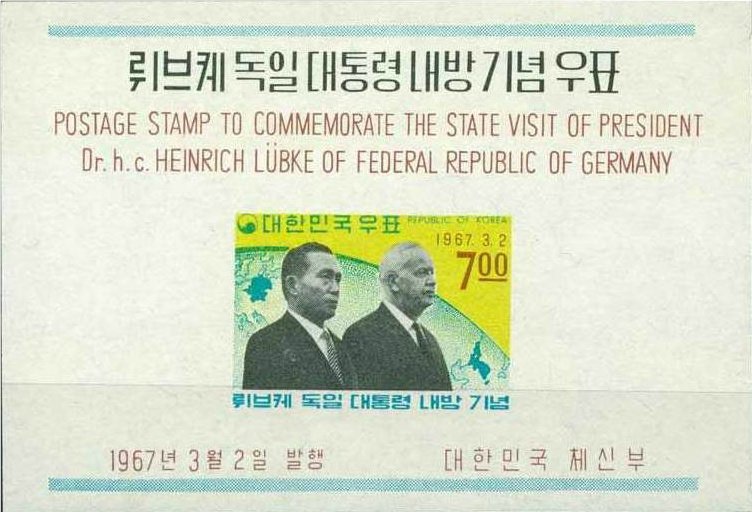 뤼브케 독일 대통령 내방 기념 우표
POSTAGE STAMP TO COMMEMORATE THE STATE VISIT OF PRESIDENT
Dr. h. c. HEINRICH LÜBKE OF FEDERAL REPUBLIC OF GERMANY
대한민국우표 REPUBLIC OF KOREA
1967. 3. 2
700
뤼브케 독일 대통령 내방 기념
1967년 3월 2일 발행 대한민국 체신부